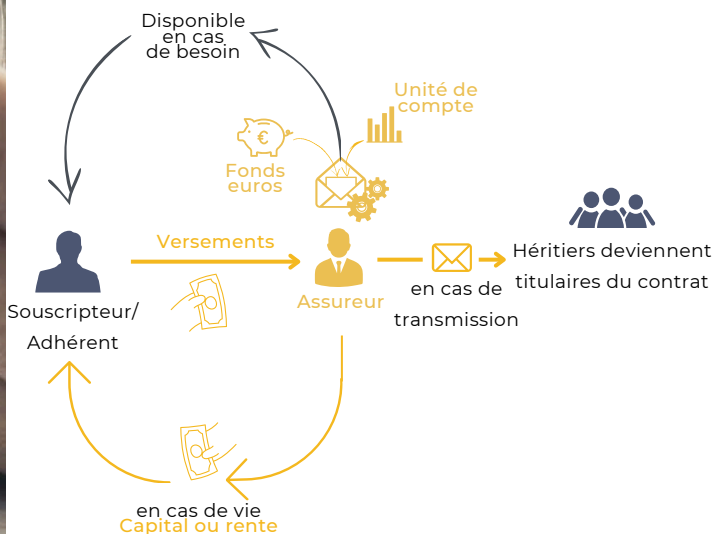 Disponible
en cas
de besoin
Unité de
compte
€
Fonds
euros
Versements
Assureur
Souscripteur/
Adhérent
en cas de
transmission
Héritiers deviennent
titulaires du contrat
en cas de vie
Capital ou rente